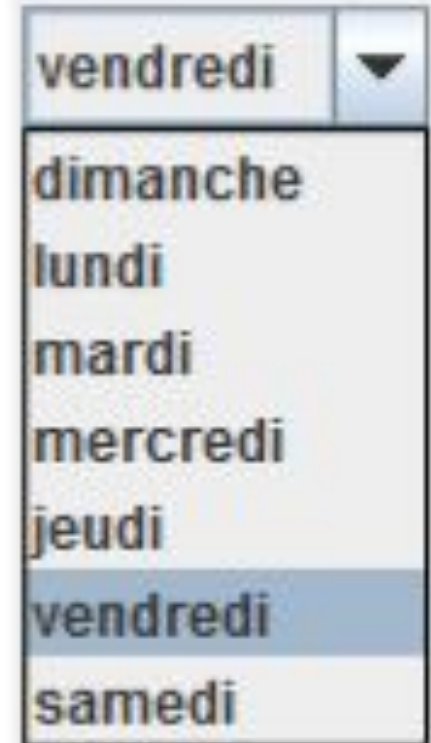 vendredi
dimanche
lundi
mardi
mercredi
jeudi
vendredi
samedi